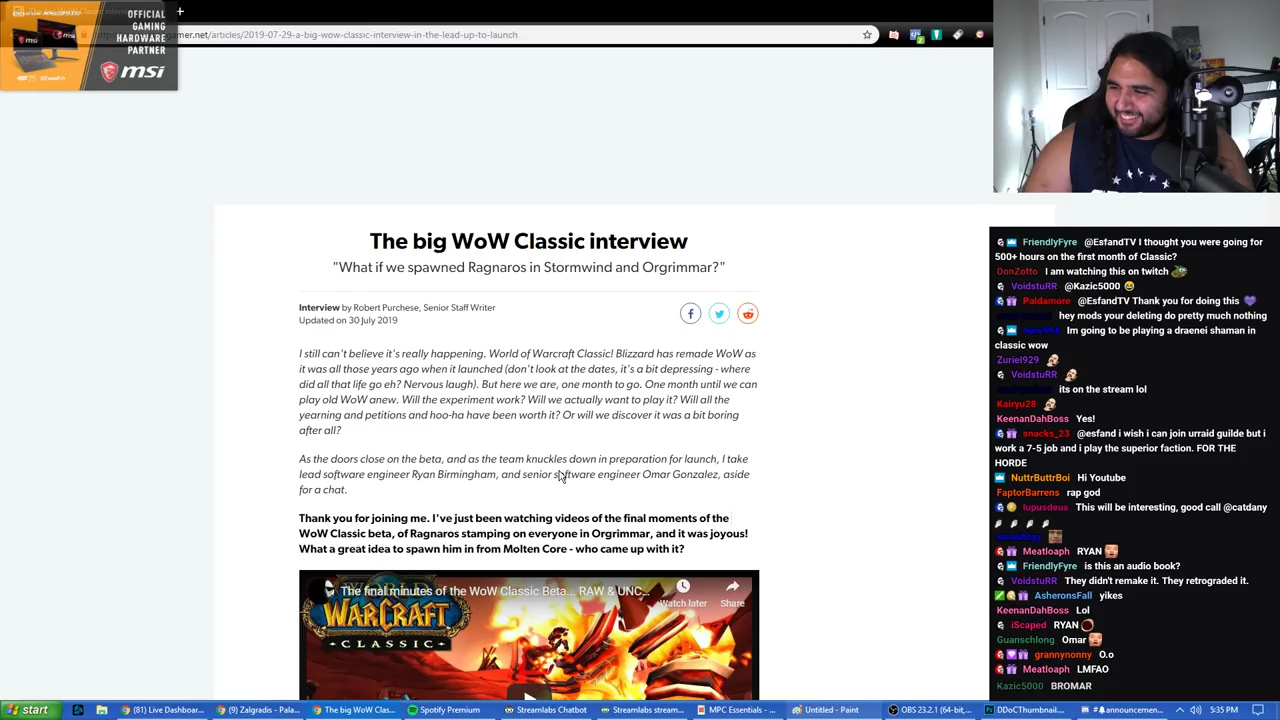 OFFICIAL
GAMING
HARDWARE
PARTNER
msi
gamer.net/articles/2019-07-29-a-big-wow-classic-interview-in-the-lead-up-to-launch
The big WoW Classic interview
"What if we spawned Ragnaros in Stormwind and Orgrimmar?"
Interview by Robert Purchese, Senior Staff Writer
Updated on 30 July 2019
I still can't believe it's really happening. World of Warcraft Classic! Blizzard has remade WoW as
it was all those years ago when it launched (don't look at the dates, it's a bit depressing - where
did all that life go eh? Nervous laugh). But here we are, one month to go. One month until we can
play old WoW anew. Will the experiment work? Will we actually want to play it? Will all the
yearning and petitions and hoo-ha have been worth it? Or will we discover it was a bit boring
after all?
As the doors close on the beta, and as the team knuckles down in preparation for launch, I take
lead software engineer Ryan Birmingham, and senior software engineer Omar Gonzalez, aside
for a chat.
Thank you for joining me. I've just been watching videos of the final moments of the
WoW Classic beta, of Ragnaros stamping on everyone in Orgrimmar, and it was joyous!
What a great idea to spawn him in from Molten Core - who came up with it?
The final minutes of the WoW Classic Beta... RAW & UNC...
Watch later
Share
WARCRAFT
CLASSIC
FriendlyFyre @EsfandTV I thought you were going for
500+ hours on the first month of Classic?
DonZotto I am watching this on twitch
VoidstuRR @Kazic5000
Paldamore @EsfandTV Thank you for doing this
hey mods your deleting do pretty much nothing
Im going to be playing a draenei shaman in
classic wow
Zuriel929
VoidstuRR
its on the stream lol
Kairyu28
KeenanDahBoss Yes!
snacks_23 @esfand i wish i can join urraid guilde but i
work a 7-5 job and i play the superior faction. FOR THE
HORDE
NuttrButtrBoi Hi Youtube
FaptorBarrens rap god
lupusdeus This will be interesting, good call @catdany
Meatloaph RYAN
FriendlyFyre is this an audio book?
VoidstuRR They didn't remake it. They retrograded it.
AsheronsFall yikes
KeenanDahBoss Lol
iScaped RYAN
Guanschlong Omar
grannynonny O.o
Meatloaph LMFAO
Kazic5000 BROMAR
start
(81) Live Dashboar...
(9) Zalgradis - Pala...
The big WoW Clas...
Spotify Premium
Streamlabs Chatbot
Streamlabs stream...
MPC Essentials - ...
Untitled - Paint
OBS 23.2.1 (64-bit,...
DDoCThumbnail....
#announcemen...
5:35 PM